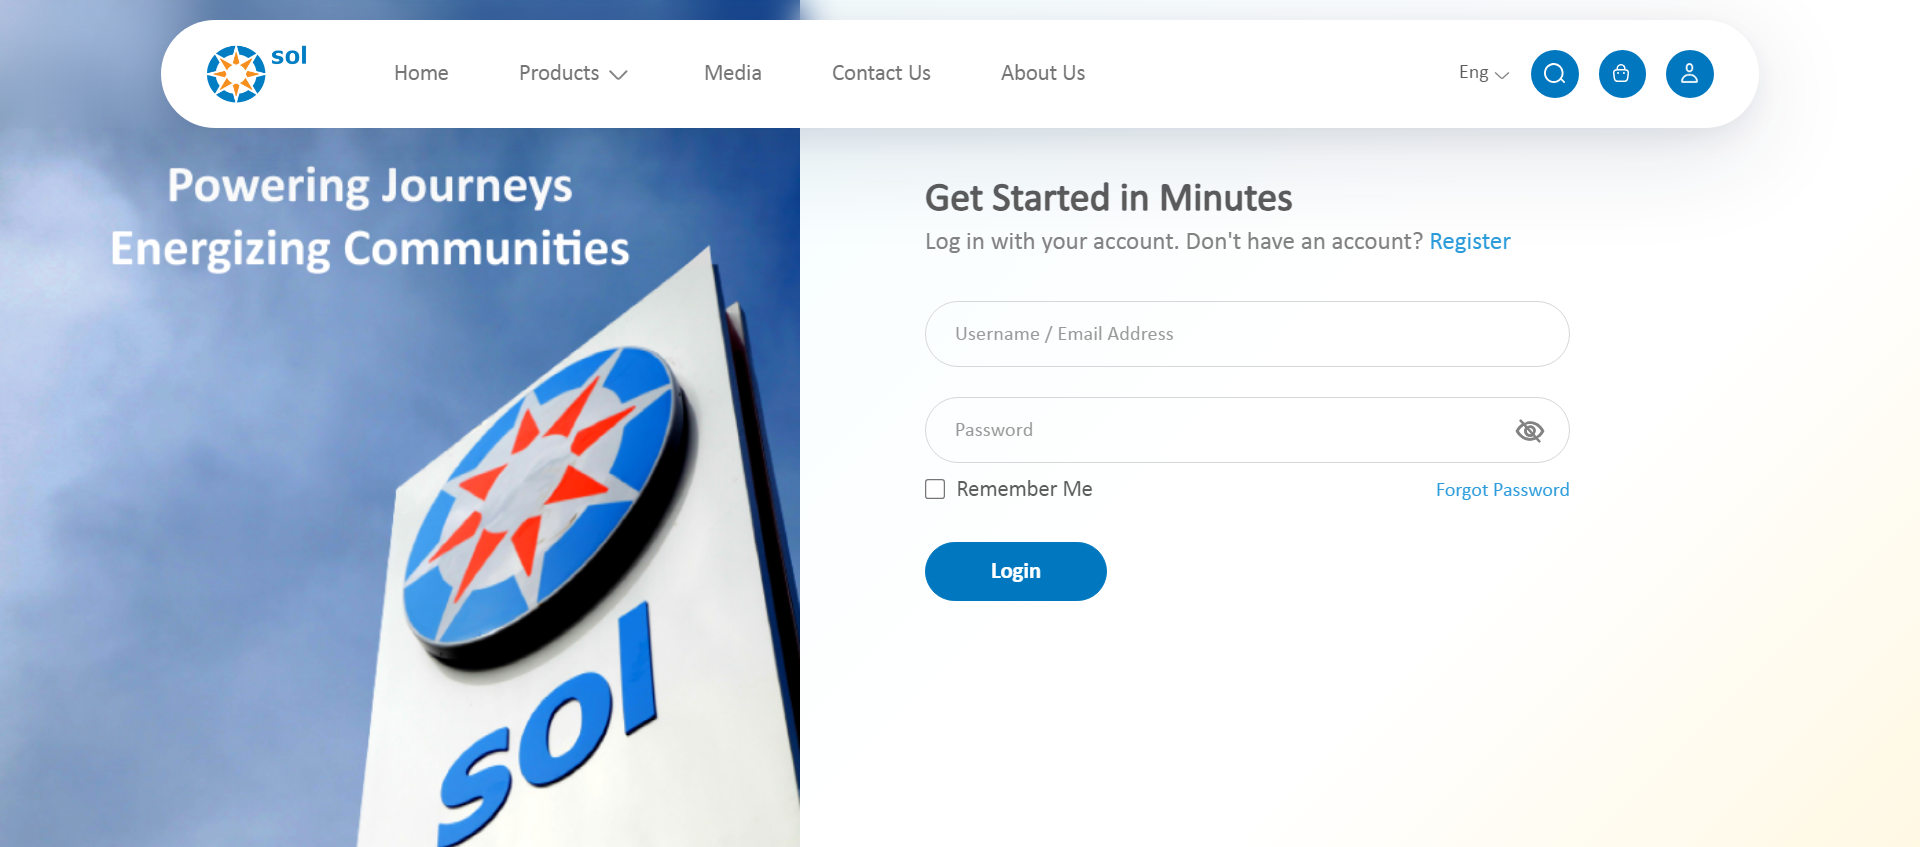 sol
Home
Products
Media
Contact Us
About Us
Eng
Powering Journeys
Energizing Communities
sol
Get Started in Minutes
Log in with your account. Don't have an account? Register
Username / Email Address
Password
Remember Me
Forgot Password
Login